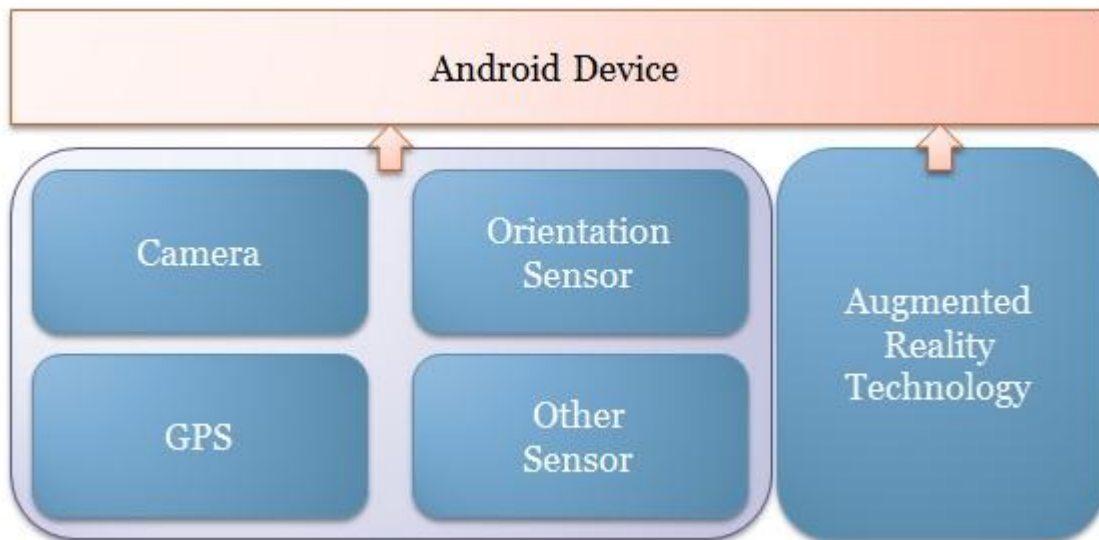 Android Device
Camera
Orientation
Sensor
GPS
Other
Sensor
Augmented
Reality
Technology